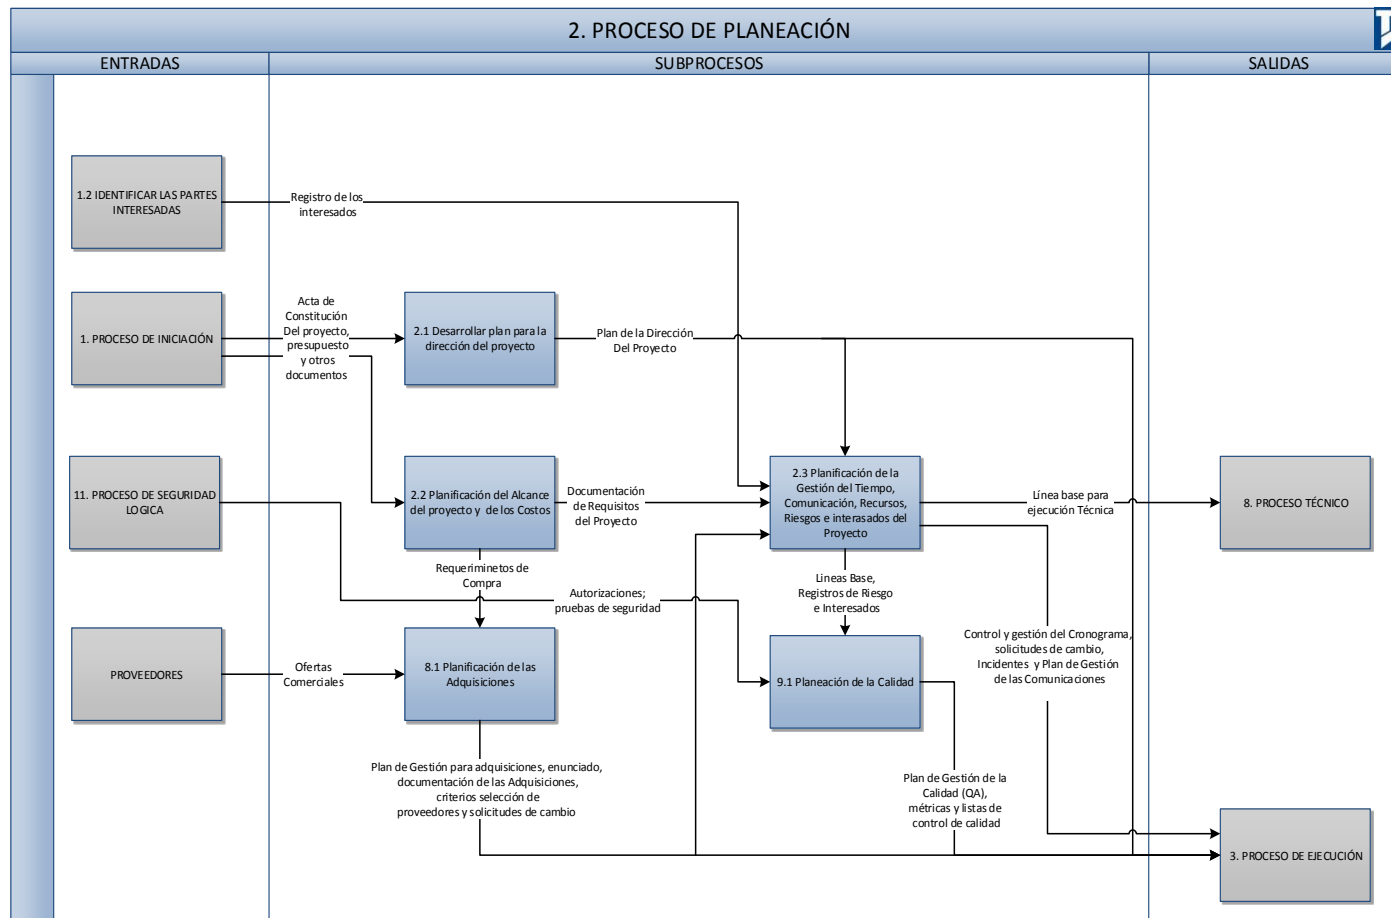 2. PROCESO DE PLANEACIÓN
ENTRADAS
SUBPROCESOS
SALIDAS
1.2 IDENTIFICAR LAS PARTES
INTERESADAS
Registro de los
interesados
1. PROCESO DE INICIACIÓN
Acta de
Constitución
Del proyecto,
presupuesto
y otros
documentos
2.1 Desarrollar plan para la
dirección del proyecto
Plan de la Dirección
Del Proyecto
11. PROCESO DE SEGURIDAD
LOGICA
2.2 Planificación del Alcance
del proyecto y de los Costos
Documentación
de Requisitos
del Proyecto
2.3 Planificación de la
Gestión del Tiempo,
Comunicación, Recursos,
Riesgos e interasados del
Proyecto
Línea base para
ejecución Técnica
8. PROCESO TÉCNICO
Requeriminetos de
Compra
Autorizaciones;
pruebas de seguridad
Lineas Base,
Registros de Riesgo
e Interesados
PROVEEDORES
Ofertas
Comerciales
8.1 Planificación de las
Adquisiciones
9.1 Planeación de la Calidad
Control y gestión del Cronograma,
solicitudes de cambio,
Incidentes y Plan de Gestión
de las Comunicaciones
Plan de Gestión para adquisiciones, enunciado,
documentación de las Adquisiciones,
criterios selección de
proveedores y solicitudes de cambio
Plan de Gestión de la
Calidad (QA),
métricas y listas de
control de calidad
3. PROCESO DE EJECUCIÓN